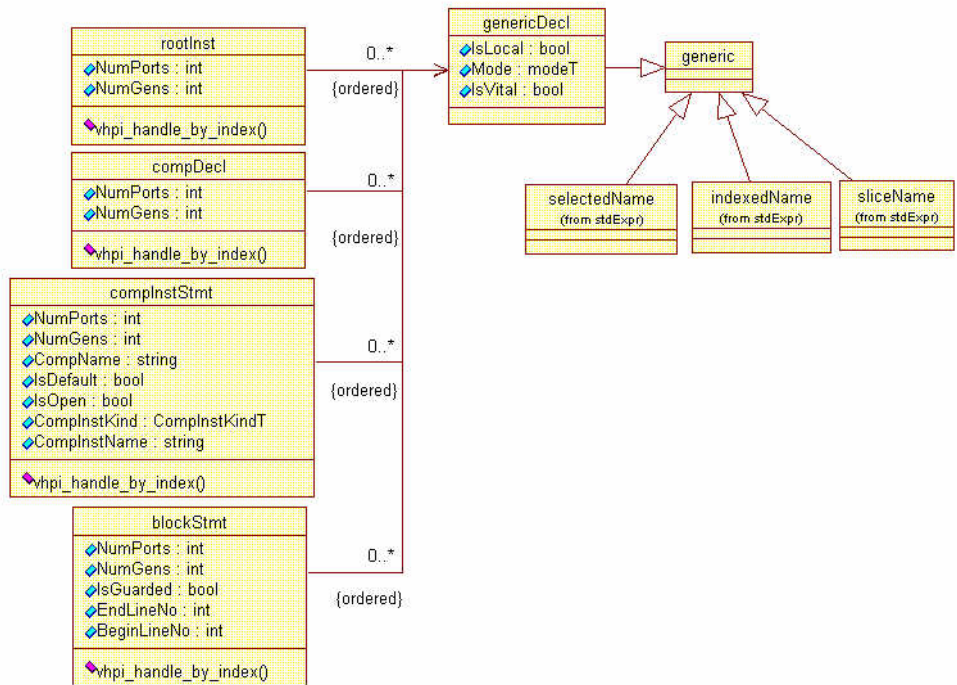 rootInst
NumPorts : int
NumGens : int
vhpi_handle_by_index()
0..*
{ordered}
genericDecl
IsLocal : bool
Mode : modeT
IsVital : bool
generic
compDecl
NumPorts : int
NumGens : int
vhpi_handle_by_index()
0..*
{ordered}
selectedName
(from stdExpr)
indexedName
(from stdExpr)
sliceName
(from stdExpr)
compInstStmt
NumPorts : int
NumGens : int
CompName : string
IsDefault : bool
IsOpen : bool
CompInstKind : CompInstKindT
CompInstName : string
vhpi_handle_by_index()
0..*
{ordered}
blockStmt
NumPorts : int
NumGens : int
IsGuarded : bool
EndLineNo : int
BeginLineNo : int
vhpi_handle_by_index()
0..*
{ordered}